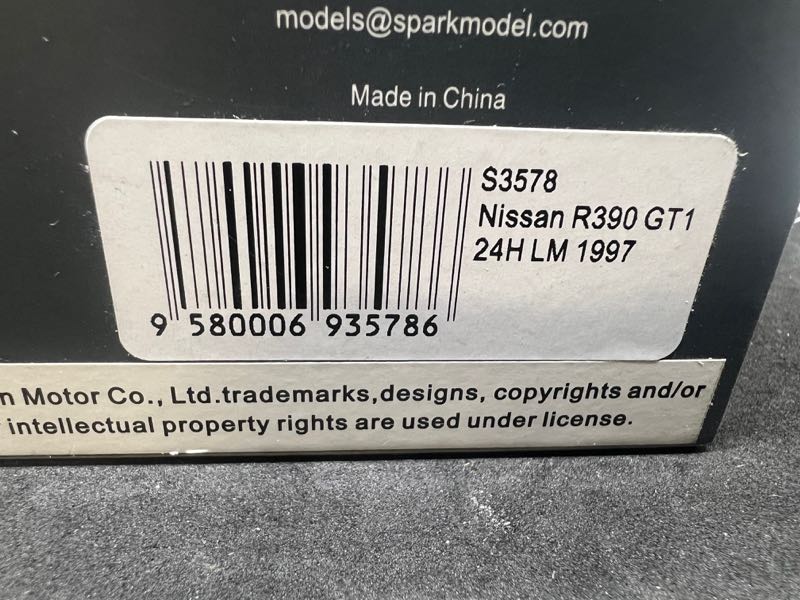 models@sparkmodel.com
Made in China
S3578
Nissan R390 GT1
24H LM 1997
9 580006 935786
n Motor Co., Ltd.trademarks,designs, copyrights and/or
intellectual property rights are used under license.